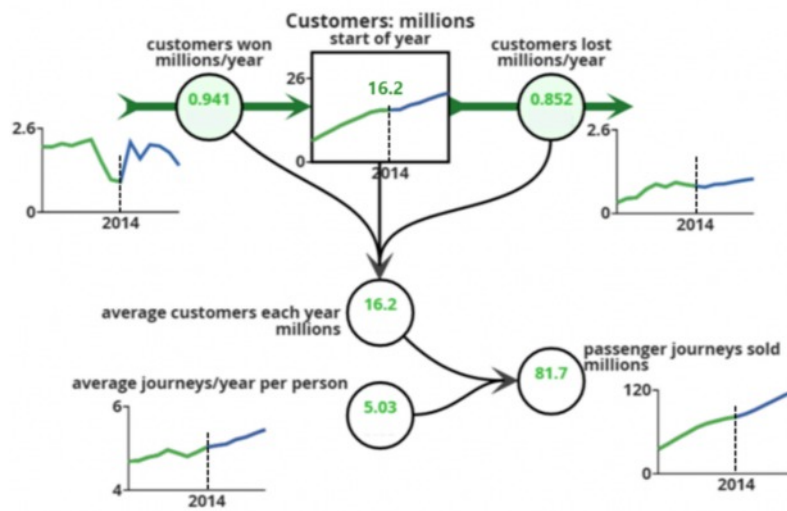 Customers: millions
start of year
customers won
millions/year
customers lost
millions/year
0.941
26
16.2
0
2014
0.852
2.6
0
2014
2.6
0
2014
average customers each year
millions
16.2
passenger journeys sold
millions
81.7
120
0
2014
average journeys/year per person
5.03
6
4
2014